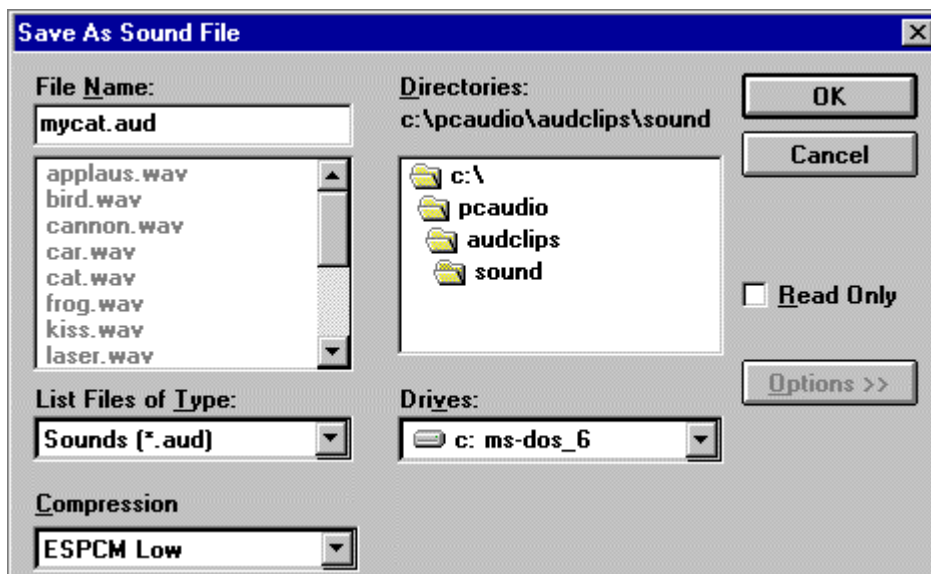 Save As Sound File
File Name:
mycat.aud
applaus.wav
bird.wav
cannon.wav
car.wav
cat.wav
frog.wav
kiss.wav
laser.wav
List Files of Type:
Sounds (*.aud)
Compression
ESPCM Low
Directories:
c:\pcaudio\audclips\sound
c:\
pcaudio
audclips
sound
Drives:
c: ms-dos_6
OK
Cancel
Read Only
Options >>